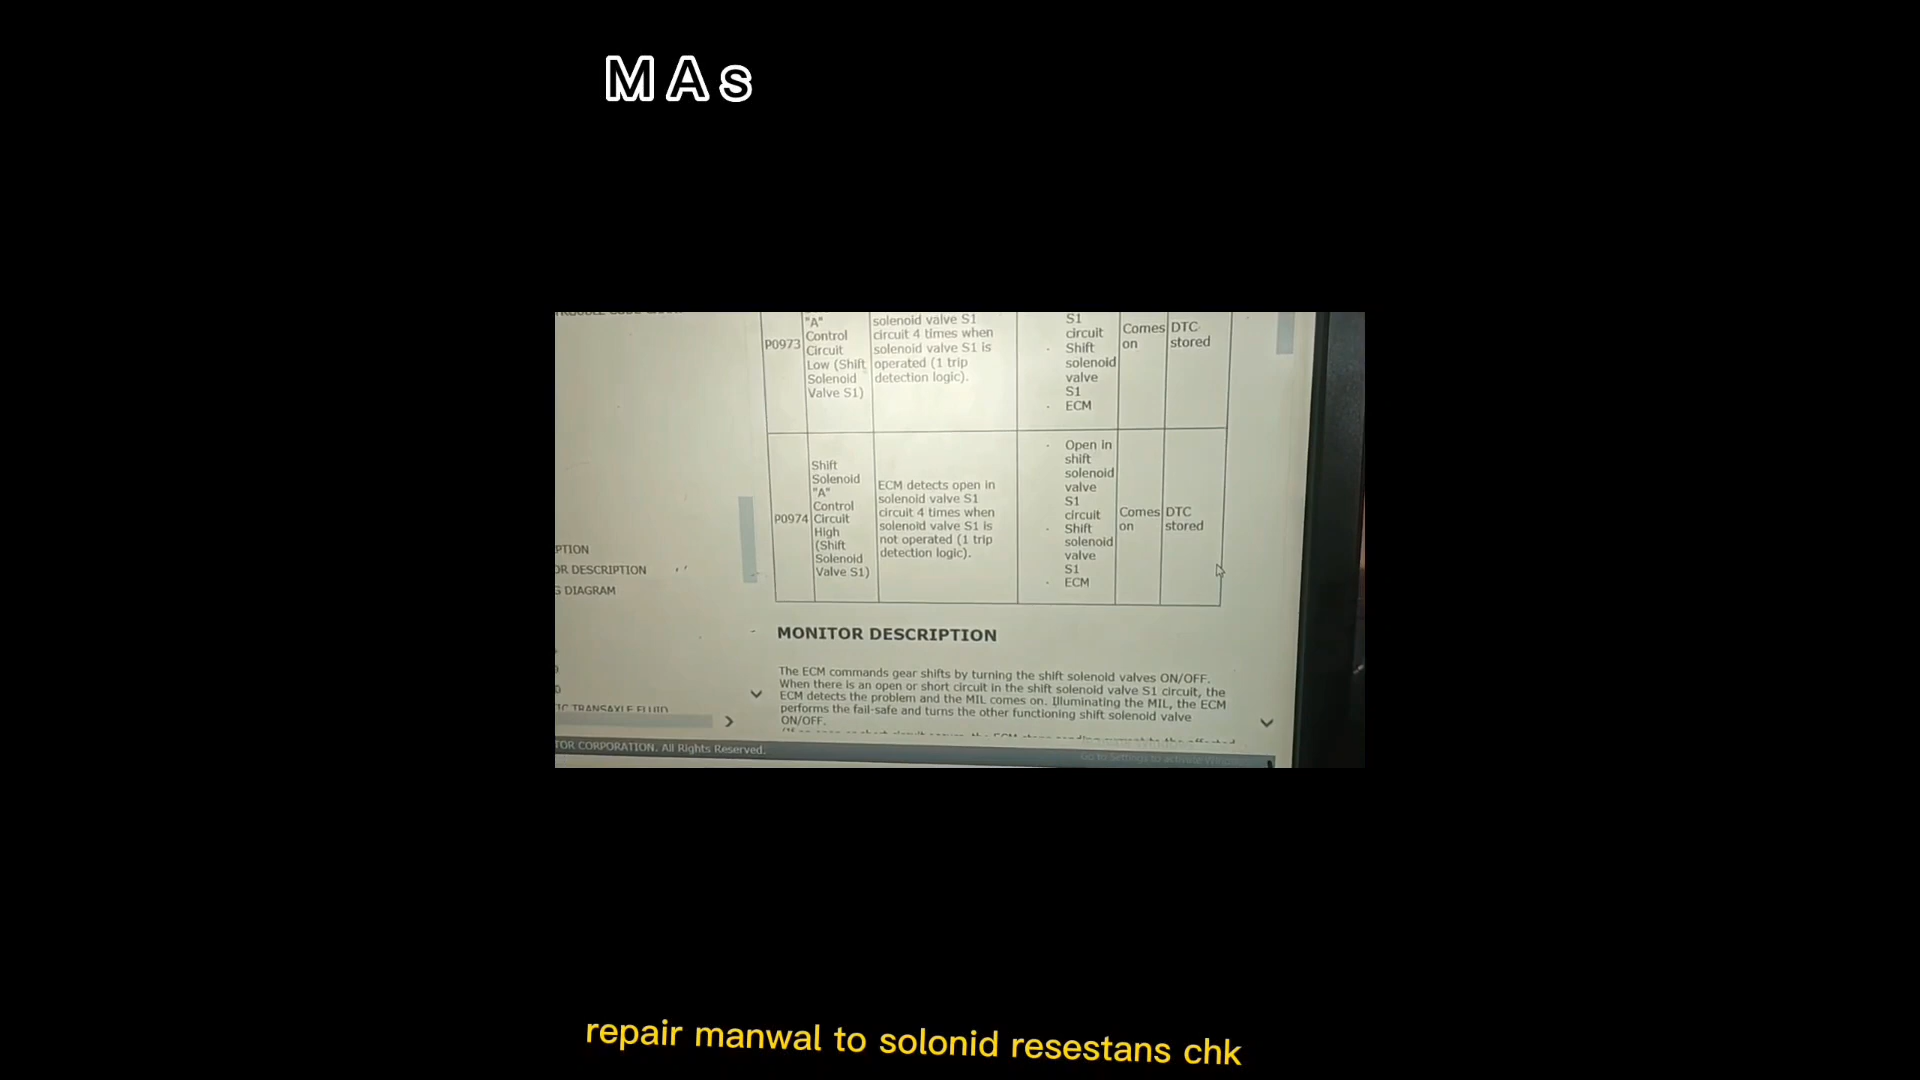 M A s
"A"
Control
Circuit
Low (Shift
Solenoid
Valve S1)
P0973
solenoid valve S1
circuit 4 times when
solenoid valve S1 is
operated (1 trip
detection logic).
S1
circuit
- Shift
solenoid
valve
S1
- ECM
Comes
on
DTC
stored
P0974
Shift
Solenoid
"A"
Control
Circuit
High
(Shift
Solenoid
Valve S1)
ECM detects open in
solenoid valve S1
circuit 4 times when
solenoid valve S1 is
not operated (1 trip
detection logic).
- Open in
shift
solenoid
valve
S1
circuit
- Shift
solenoid
valve
S1
- ECM
Comes
on
DTC
stored
PTION
OR DESCRIPTION
G DIAGRAM
TIC TRANSAXLE FLUID
MONITOR DESCRIPTION
The ECM commands gear shifts by turning the shift solenoid valves ON/OFF.
When there is an open or short circuit in the shift solenoid valve S1 circuit, the
ECM detects the problem and the MIL comes on. Illuminating the MIL, the ECM
performs the fail-safe and turns the other functioning shift solenoid valve
ON/OFF.
TOR CORPORATION. All Rights Reserved.
Go to Settings to activate
repair manwal to solonid resestans chk